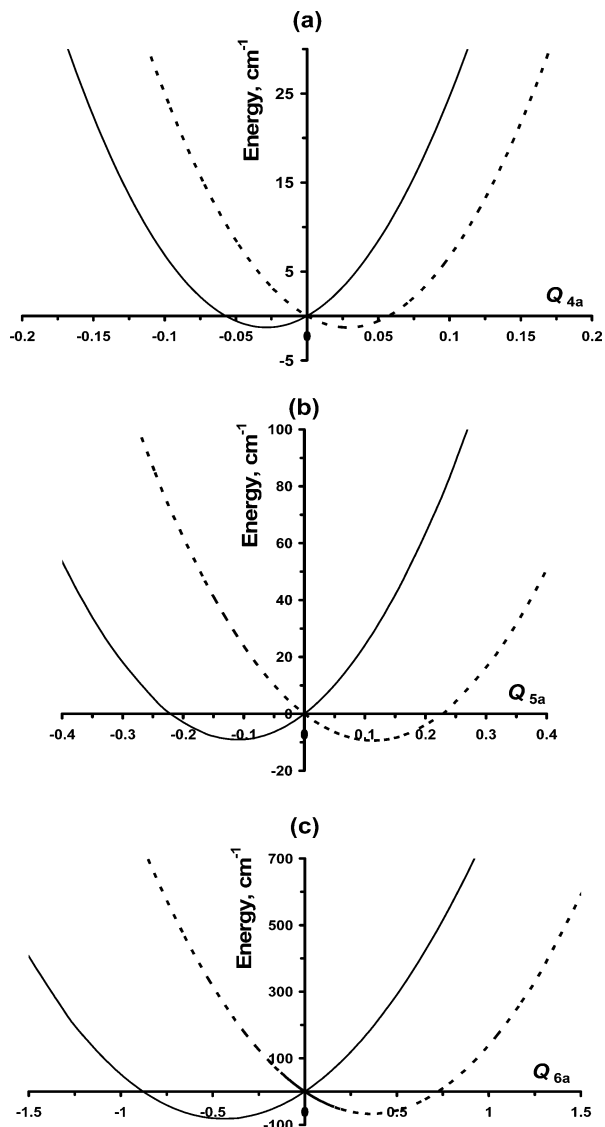 (a)
Energy, cm-1
25
15
5
-5
-0.2 -0.15 -0.1 -0.05 0 0.05 0.1 0.15 0.2
Q 4a
(b)
Energy, cm-1
100
80
60
40
20
0
-20
-0.4 -0.3 -0.2 -0.1 0 0.1 0.2 0.3 0.4
Q 5a
(c)
Energy, cm-1
700
500
300
100
-100
-1.5 -1 -0.5 0 0.5 1 1.5
Q 6a